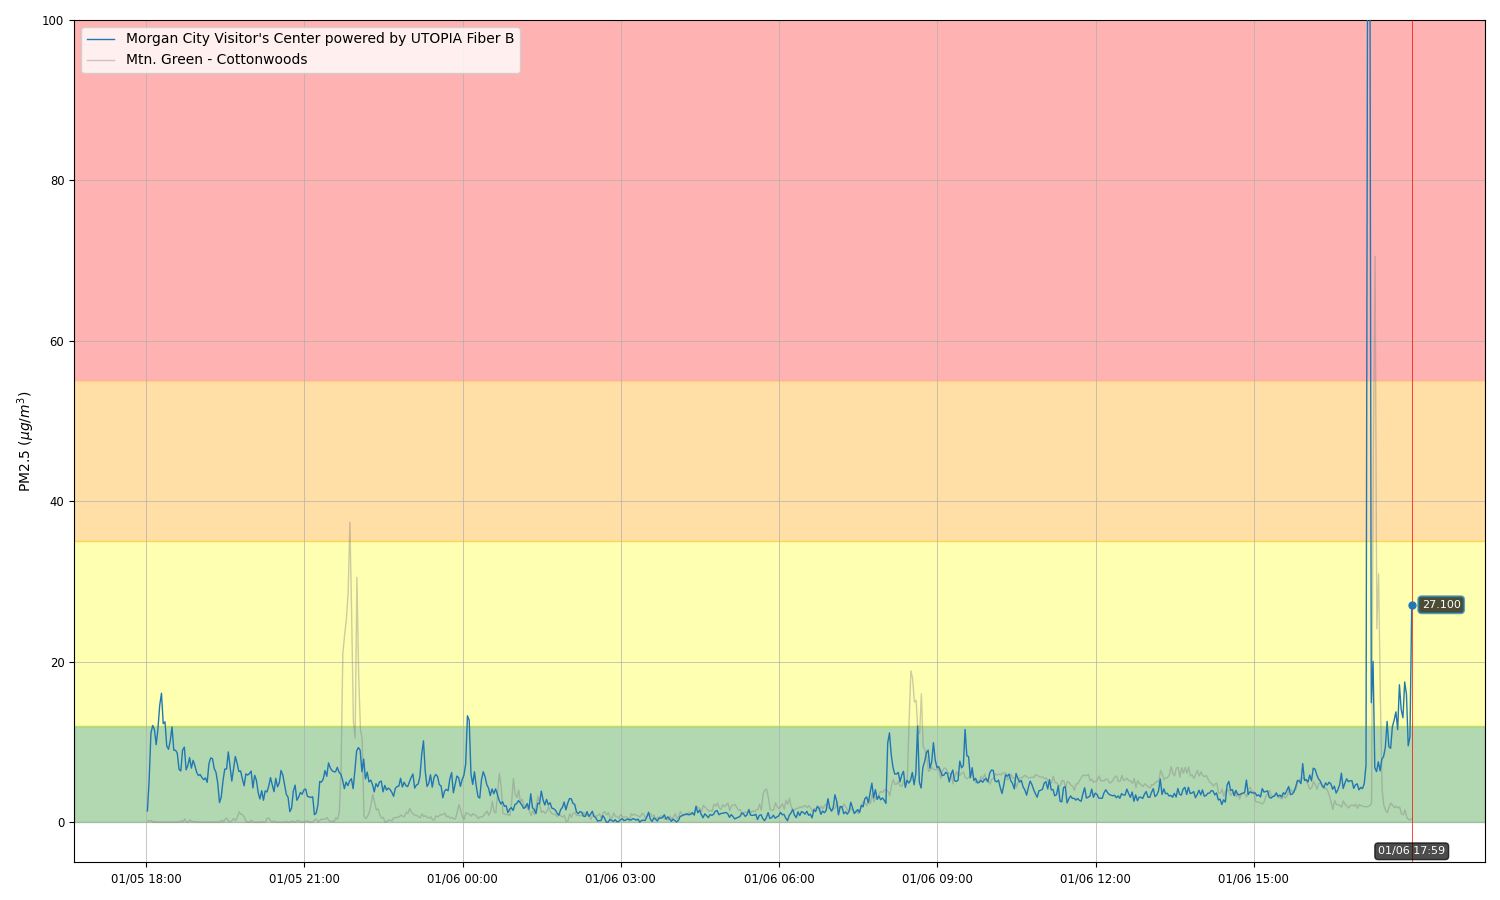 100
Morgan City Visitor's Center powered by UTOPIA Fiber B
Mtn. Green - Cottonwoods
80
60
PM2.5 (μg/m³)
40
27.100
20
0
01/06 17:59
01/05 18:00 01/05 21:00 01/06 00:00 01/06 03:00 01/06 06:00 01/06 09:00 01/06 12:00 01/06 15:00